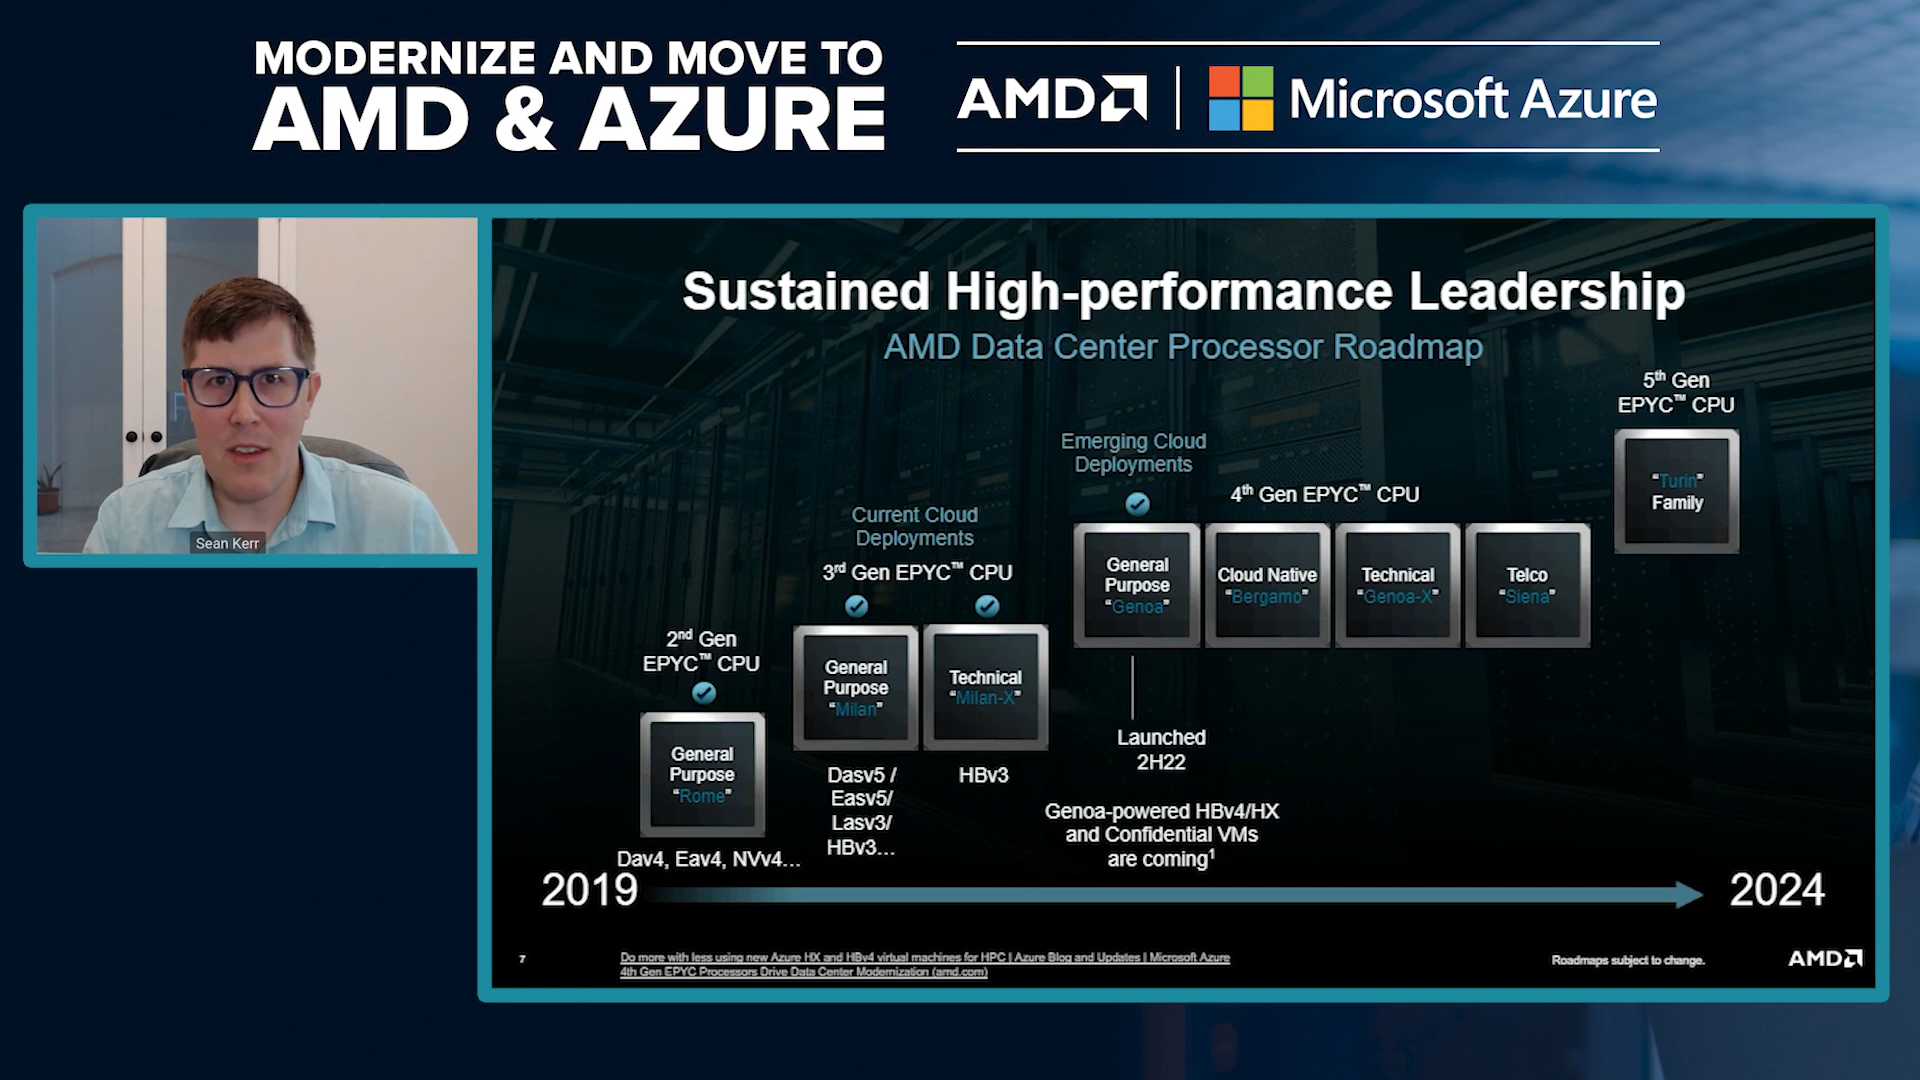 MODERNIZE AND MOVE TO
AMD & AZURE
AMD
Microsoft Azure
Sean Kerr
Sustained High-performance Leadership
AMD Data Center Processor Roadmap
5th Gen
EPYC™ CPU
"Turin"
Family
Emerging Cloud
Deployments
4th Gen EPYC™ CPU
General
Purpose
"Genoa"
Cloud Native
"Bergamo"
Technical
"Genoa-X"
Telco
"Siena"
Current Cloud
Deployments
3rd Gen EPYC™ CPU
General
Purpose
"Milan"
Technical
"Milan-X"
2nd Gen
EPYC™ CPU
General
Purpose
"Rome"
Dav4, Eav4, NVv4...
Dasv5 /
Easv5/
Lasv3/
HBv3...
HBv3
Launched
2H22
Genoa-powered HBv4/HX
and Confidential VMs
are coming1
2019
2024
7
Do more with less using new Azure HX and HBv4 virtual machines for HPC | Azure Blog and Updates | Microsoft Azure
4th Gen EPYC Processors Drive Data Center Modernization (amd.com)
Roadmaps subject to change.
AMD